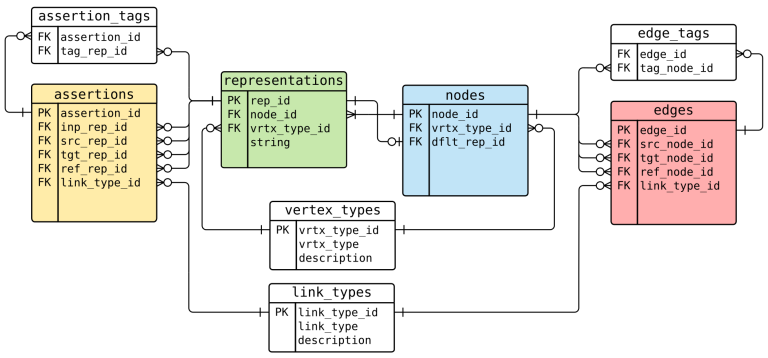 assertion_tags
FK assertion_id
FK tag_rep_id
assertions
PK assertion_id
FK inp_rep_id
FK src_rep_id
FK tgt_rep_id
FK ref_rep_id
FK link_type_id
representations
PK rep_id
FK node_id
FK vrtx_type_id
string
nodes
PK node_id
FK vrtx_type_id
FK dflt_rep_id
edge_tags
FK edge_id
FK tag_node_id
edges
PK edge_id
FK src_node_id
FK tgt_node_id
FK ref_node_id
FK link_type_id
vertex_types
PK vrtx_type_id
vrtx_type
description
link_types
PK link_type_id
link_type
description